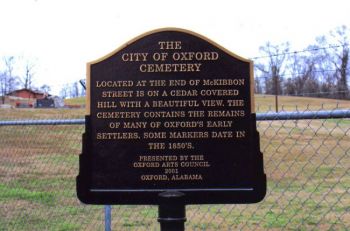 THE
CITY OF OXFORD
CEMETERY
LOCATED AT THE END OF McKIBBON
STREET IS ON A CEDAR COVERED
HILL WITH A BEAUTIFUL VIEW. THE
CEMETERY CONTAINS THE REMAINS
OF MANY OF OXFORD'S EARLY
SETTLERS. SOME MARKERS DATE IN
THE 1850'S.
PRESENTED BY THE
OXFORD ARTS COUNCIL
2001
OXFORD, ALABAMA